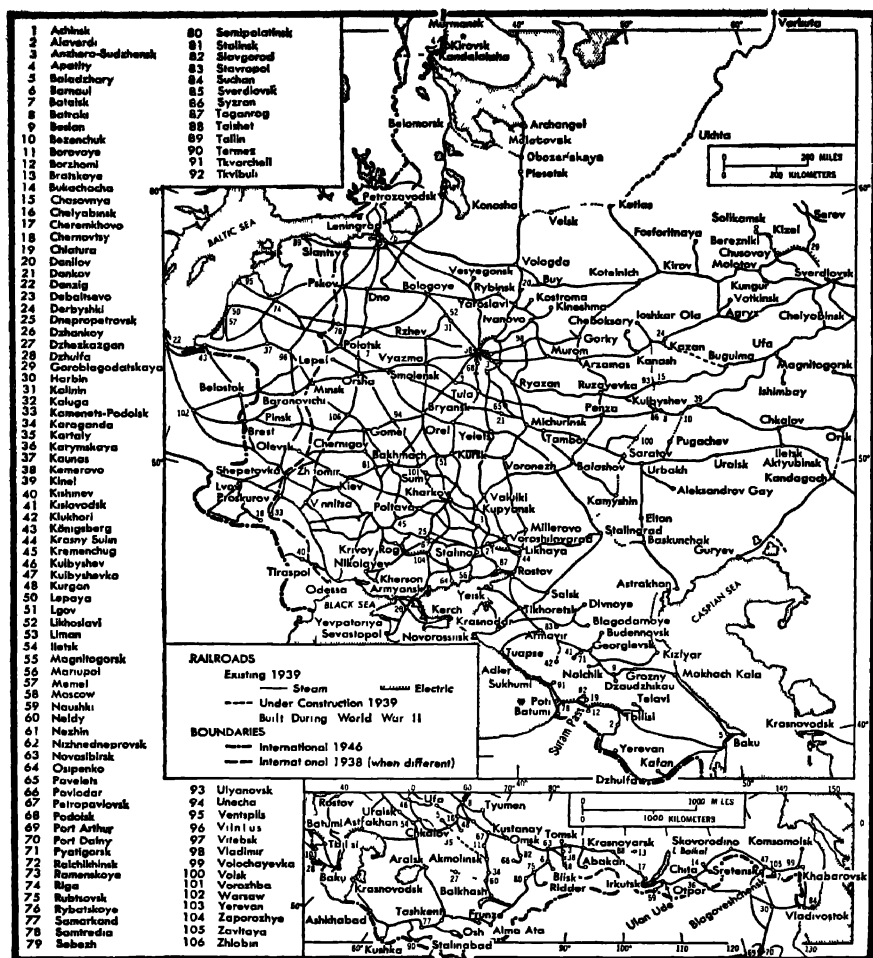 1 Achinsk
2 Alaverdi
3 Anzhero-Sudzhensk
4 Apatity
5 Baladzhary
6 Barnaul
7 Bataisk
8 Batraki
9 Beslan
10 Bezenchuk
11 Borovoye
12 Borzhomi
13 Bratskoye
14 Bukachacha
15 Chasovnya
16 Chelyabinsk
17 Cheremkhovo
18 Chernovtsy
19 Chiatura
20 Danilov
21 Dankov
22 Danzig
23 Debaltsevo
24 Derbyshki
25 Dnepropetrovsk
26 Dzhankoy
27 Dzhezkazgan
28 Dzhulfa
29 Goroblagodatskaya
30 Harbin
31 Kalinin
32 Kaluga
33 Kamenets-Podolsk
34 Karaganda
35 Kartaly
36 Karymskaya
37 Kaunas
38 Kemerovo
39 Kinel
40 Kishinev
41 Kislovodsk
42 Klukhori
43 Königsberg
44 Krasny Sulin
45 Kremenchug
46 Kuibyshev
47 Kuibyshevka
48 Kurgan
50 Lepaya
51 Lgov
52 Likhoslavl
53 Liman
54 Iletsk
55 Magnitogorsk
56 Mariupol
57 Memel
58 Moscow
59 Naushki
60 Neldy
61 Nezhin
62 Nizhnedneprovsk
63 Novosibirsk
64 Osipenko
65 Pavelets
66 Pavlodar
67 Petropavlovsk
68 Podolsk
69 Port Arthur
70 Port Dalny
71 Pyatigorsk
72 Raichikhinsk
73 Ramenskoye
74 Riga
75 Rubtsovsk
76 Rybatskoye
77 Samarkand
78 Samtredia
79 Sebezh
80 Semipalatinsk
81 Stalinsk
82 Slavgorod
83 Stavropol
84 Suchan
85 Sverdlovsk
86 Syzran
87 Taganrog
88 Taishet
89 Tallin
90 Termez
91 Tkvarcheli
92 Tkvibuli
93 Ulyanovsk
94 Unecha
95 Ventspils
96 Vilnius
97 Vitebsk
98 Vladimir
99 Volochayevka
100 Volsk
101 Vorozhba
102 Warsaw
103 Yerevan
104 Zaporozhye
105 Zavitaya
106 Zhlobin
Murmansk
Kirovsk
Kandalaksha
Vorkuta
Belomorsk
Archangel
Molotovsk
Obozerskaya
Plesetsk
Ukhta
200 MILES
300 KILOMETERS
Petrozavodsk
Konosha
Velsk
Kotlas
BALTIC SEA
Leningrad
Slantsy
Solikamsk
Kizel
Serov
Fosforitnaya
Berezniki
Chusovoy
Molotov
Sverdlovsk
Vologda
Buy
Kotelnich
Kirov
Kungur
Pskov
Dno
Bologoye
Vesyegonsk
Rybinsk
Yaroslavl
Kostroma
Kineshma
Ivanovo
Votkinsk
Agryz
Chelyabinsk
Ioshkar Ola
Cheboksary
Gorky
Rzhev
Polotsk
Lepel
Vyazma
Murom
Arzamas
Kanash
Kazan
Bugulma
Ufa
Magnitogorsk
Belostok
Minsk
Orsha
Smolensk
Ryazan
Ruzayevka
Kuibyshev
Ishimbay
Baranovichi
Tula
Bryansk
Penza
Chkalov
Pinsk
Brest
Olevsk
Gomel
Orel
Yelets
Michurinsk
Tambov
Pugachev
Orsk
Chernigov
Bakhmach
Kursk
Voronezh
Balashov
Saratov
Urbakh
Uralsk
Iletsk
Aktyubinsk
Kandagach
Shepetovka
Zhitomir
Lvov
Kiev
Sumy
Kharkov
Valuiki
Kupyansk
Kamyshin
Aleksandrov Gay
Proskurov
Vinnitsa
Poltava
Millerovo
Voroshilovgrad
Likhaya
Stalingrad
Elton
Baskunchak
Guryev
Krivoy Rog
Nikolayev
Stalino
Rostov
Tiraspol
Odessa
Kherson
Armyansk
Yeisk
Salsk
Astrakhan
CASPIAN SEA
BLACK SEA
Yevpatoriya
Sevastopol
Kerch
Krasnodar
Novorossiisk
Tikhoretsk
Divnoye
Armavir
Blagodarnoye
Budennovsk
Georgievsk
Kizlyar
Tuapse
Adler
Sukhumi
Nalchik
Grozny
Dzaudzhikau
Makhach Kala
Poti
Batumi
Suram Pass
Telavi
Tbilisi
Yerevan
Kafan
Dzhulfa
Baku
Krasnovodsk
RAILROADS
Existing 1939
Steam
Electric
Under Construction 1939
Built During World War II
BOUNDARIES
International 1946
International 1938 (when different)
1000 MILES
1000 KILOMETERS
Rostov
Uralsk
Ufa
Tyumen
Batumi
Astrakhan
Chkalov
Kustanay
Omsk
Tomsk
Krasnoyarsk
Skovorodino
Komsomolsk
Tbilisi
Aralsk
Akmolinsk
Abakan
L Baikal
Chita
Sretensk
Khabarovsk
Baku
Krasnovodsk
Balkhash
Biisk
Ridder
Irkutsk
Otpor
Blagoveshchensk
Ulan Ude
Ashkhabad
Tashkent
Frunze
Alma Ata
Osh
Kushka
Stalinabad
Vladivostok